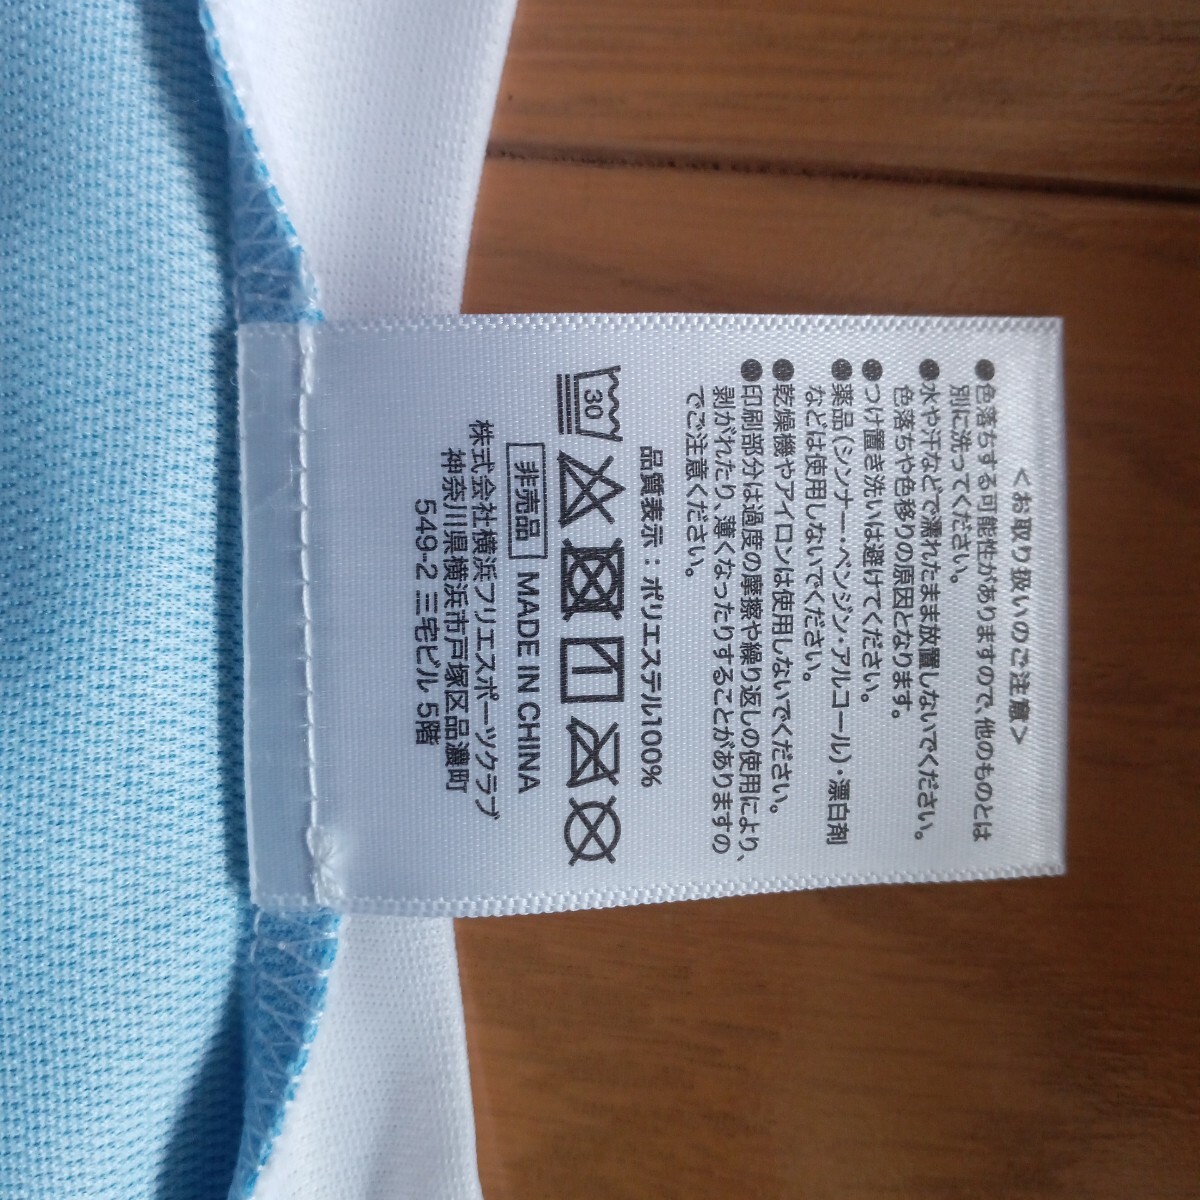 <お取り扱いのご注意>
●色落ちする可能性がありますので、他のものとは
別に洗ってください。
●水や汗などで濡れたまま放置しないでください。
色落ちや色移りの原因となります。
●つけ置き洗いは避けてください。
●薬品(シンナー・ベンジン・アルコール)・漂白剤
などは使用しないでください。
●乾燥機やアイロンは使用しないでください。
●印刷部分は過度の摩擦や繰り返しの使用により、
剥がれたり、薄くなったりすることがありますの
でご注意ください。
品質表示：ポリエステル100%
30
非売品 MADE IN CHINA
株式会社横浜フリエスポーツクラブ
神奈川県横浜市戸塚区品濃町
549-2 三宅ビル 5階